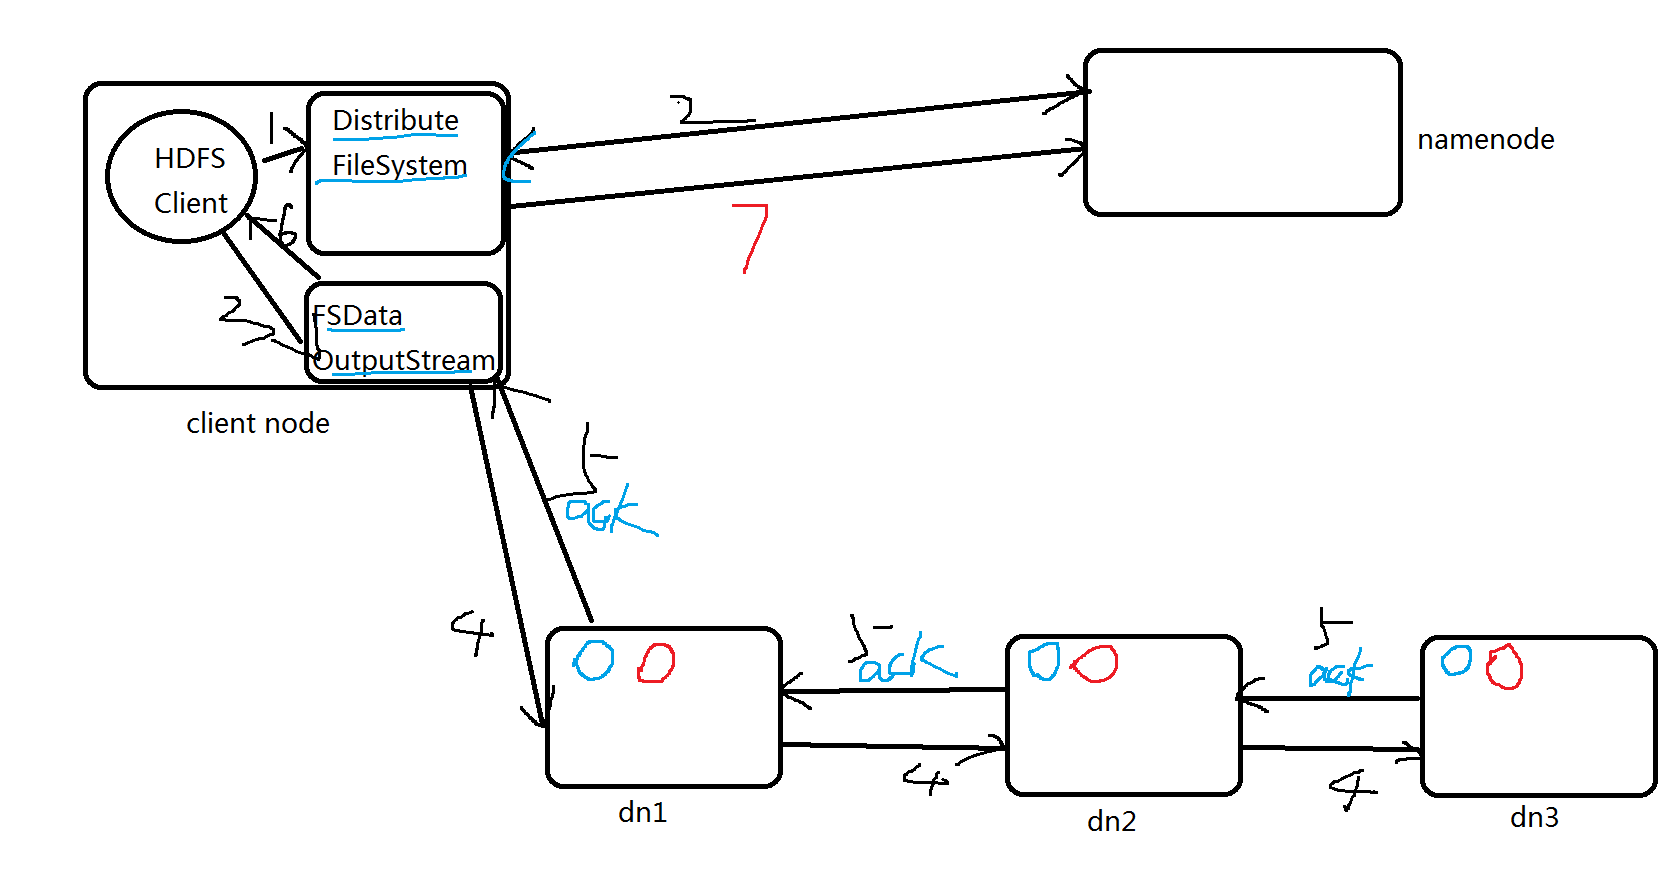 2
namenode
1
Distribute
FileSystem
HDFS
Client
7
6
3
FSData
OutputStream
client node
5
ack
4
5
ack
5
ack
4
4
dn1
dn2
dn3